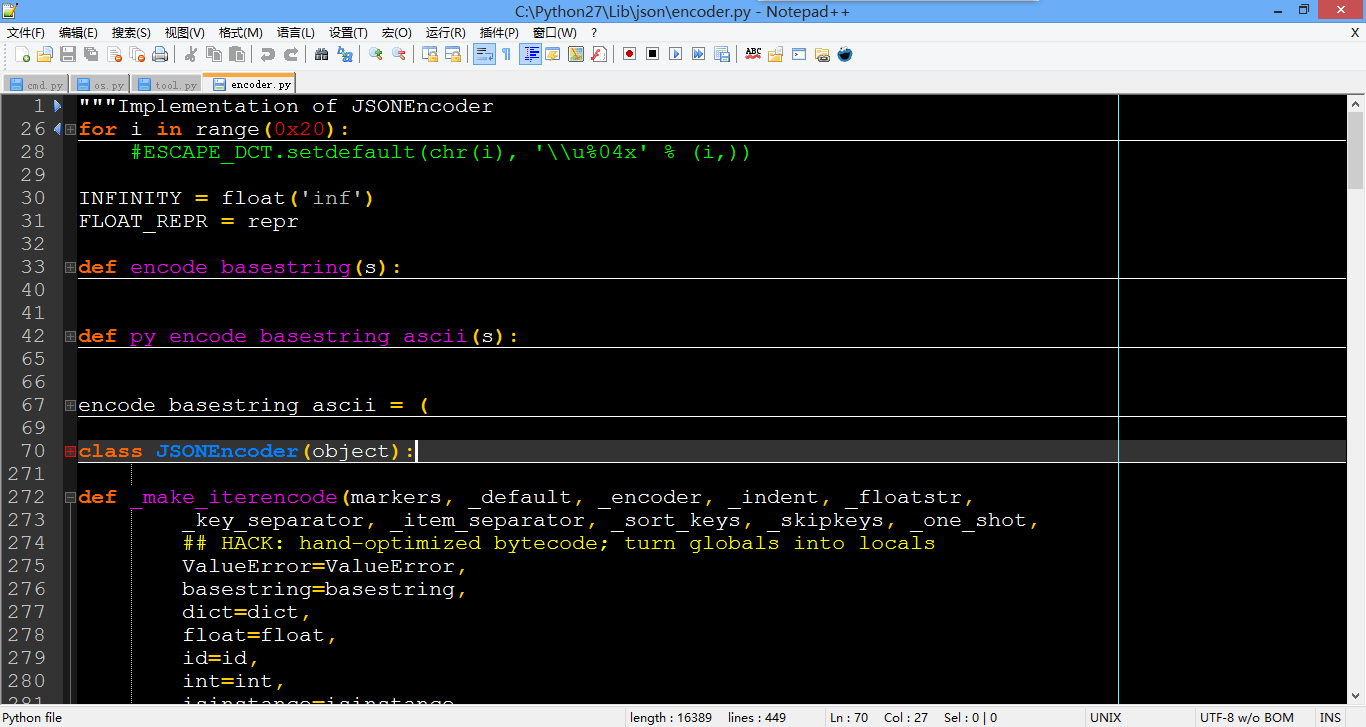 C:\Python27\Lib\json\encoder.py - Notepad++
文件(F) 编辑(E) 搜索(S) 视图(V) 格式(M) 语言(L) 设置(T) 宏(O) 运行(R) 插件(P) 窗口(W) ? X
ABC
cmd.py os.py tool.py encoder.py
1 """Implementation of JSONEncoder
26 for i in range(0x20):
28 #ESCAPE_DCT.setdefault(chr(i), '\\u%04x' % (i,))
29
30 INFINITY = float('inf')
31 FLOAT_REPR = repr
32
33 def encode_basestring(s):
40
41
42 def py_encode_basestring_ascii(s):
65
66
67 encode_basestring_ascii = (
69
70 class JSONEncoder(object):
271
272 def _make_iterencode(markers, _default, _encoder, _indent, _floatstr,
273 _key_separator, _item_separator, _sort_keys, _skipkeys, _one_shot,
274 ## HACK: hand-optimized bytecode; turn globals into locals
275 ValueError=ValueError,
276 basestring=basestring,
277 dict=dict,
278 float=float,
279 id=id,
280 int=int,
281 isinstance=isinstance
Python file length : 16389 lines : 449 Ln : 70 Col : 27 Sel : 0 | 0 UNIX UTF-8 w/o BOM INS